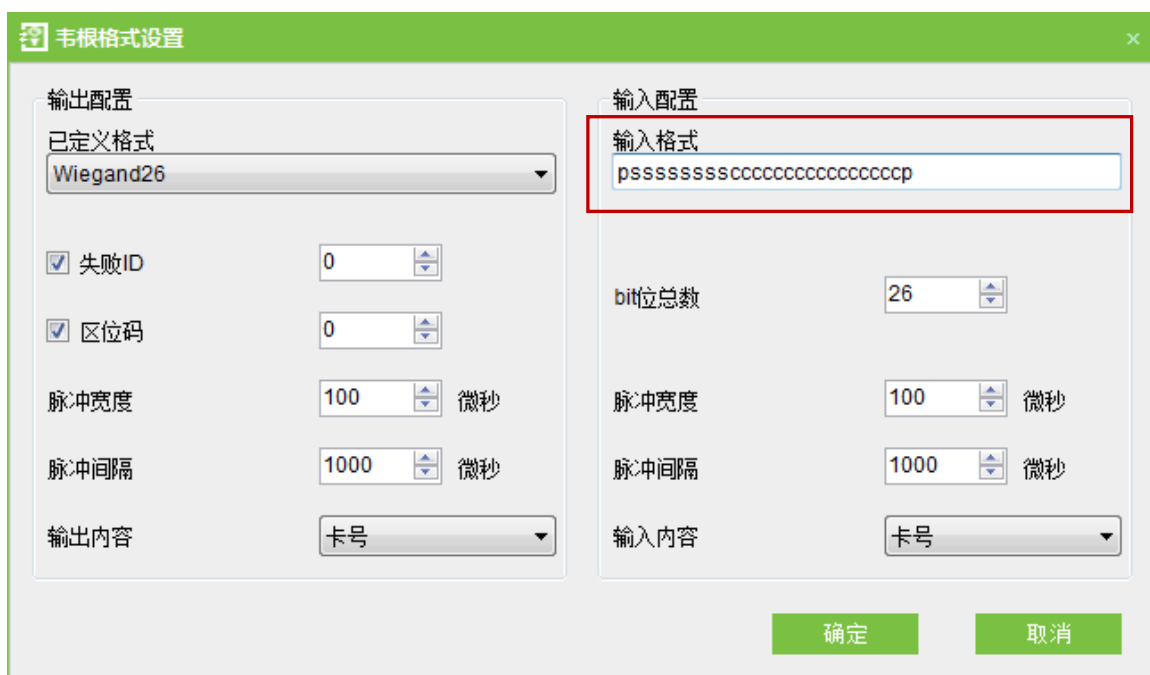 韦根格式设置
输出配置
已定义格式
Wiegand26
失败ID 0
区位码 0
脉冲宽度 100 微秒
脉冲间隔 1000 微秒
输出内容 卡号
输入配置
输入格式
pssssssssccccccccccccccccp
bit位总数 26
脉冲宽度 100 微秒
脉冲间隔 1000 微秒
输入内容 卡号
确定 取消